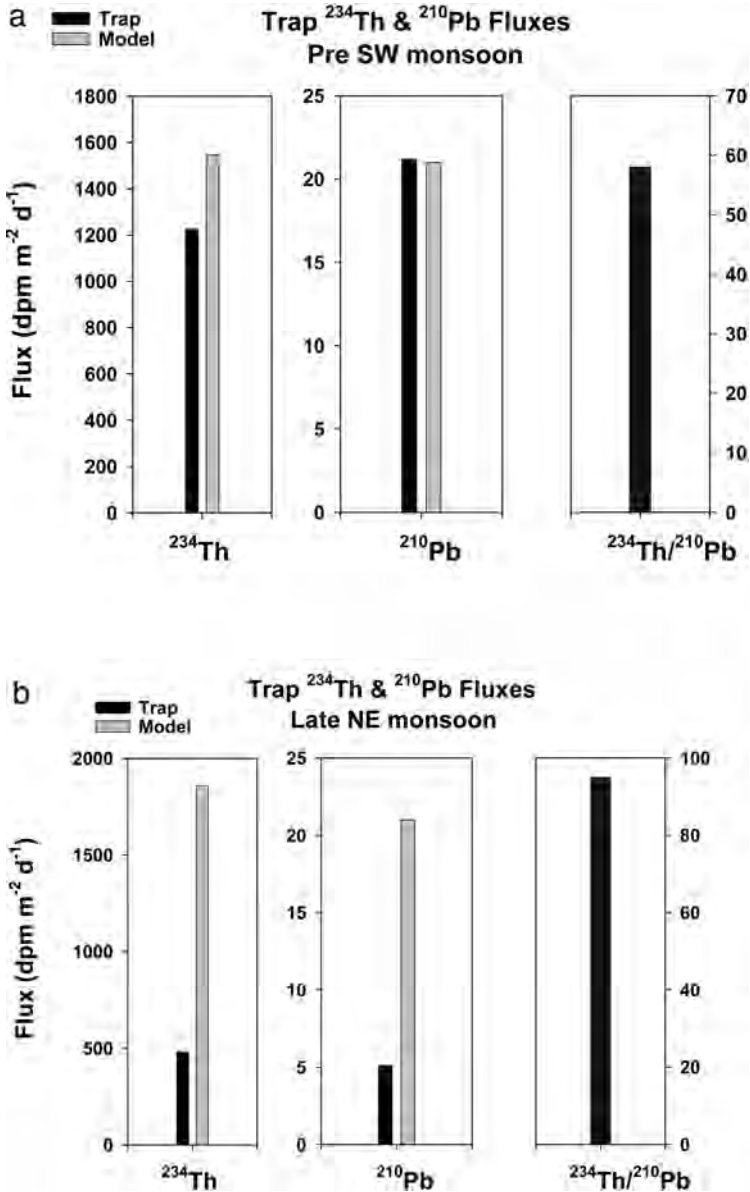 a
Trap
Model
Trap ²³⁴Th & ²¹⁰Pb Fluxes
Pre SW monsoon
Flux (dpm m⁻² d⁻¹)
1800
1600
1400
1200
1000
800
600
400
200
0
²³⁴Th
25
20
15
10
5
0
²¹⁰Pb
70
60
50
40
30
20
10
0
²³⁴Th/²¹⁰Pb
b
Trap
Model
Trap ²³⁴Th & ²¹⁰Pb Fluxes
Late NE monsoon
Flux (dpm m⁻² d⁻¹)
2000
1500
1000
500
0
²³⁴Th
25
20
15
10
5
0
²¹⁰Pb
100
80
60
40
20
0
²³⁴Th/²¹⁰Pb